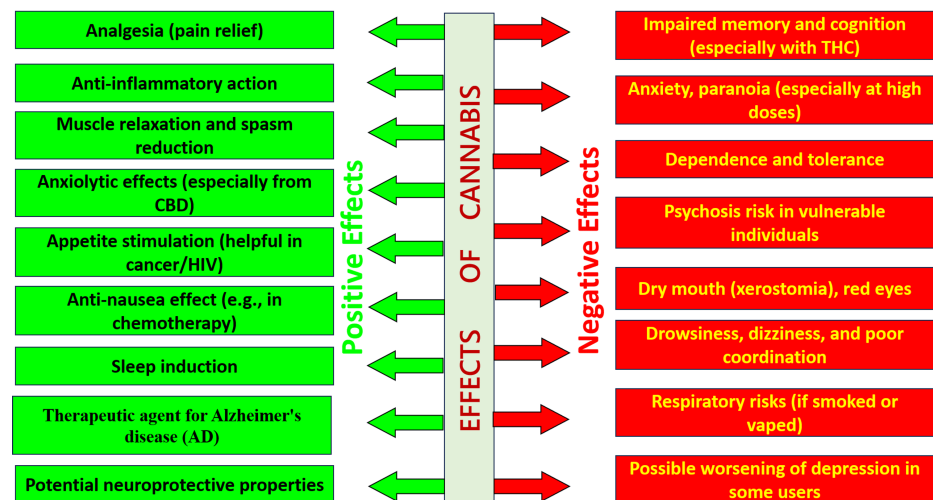 Analgesia (pain relief)
Anti-inflammatory action
Muscle relaxation and spasm
reduction
Anxiolytic effects (especially from
CBD)
Appetite stimulation (helpful in
cancer/HIV)
Anti-nausea effect (e.g., in
chemotherapy)
Sleep induction
Therapeutic agent for Alzheimer's
disease (AD)
Potential neuroprotective properties
Positive Effects
EFFECTS OF CANNABIS
Negative Effects
Impaired memory and cognition
(especially with THC)
Anxiety, paranoia (especially at high
doses)
Dependence and tolerance
Psychosis risk in vulnerable
individuals
Dry mouth (xerostomia), red eyes
Drowsiness, dizziness, and poor
coordination
Respiratory risks (if smoked or
vaped)
Possible worsening of depression in
some users